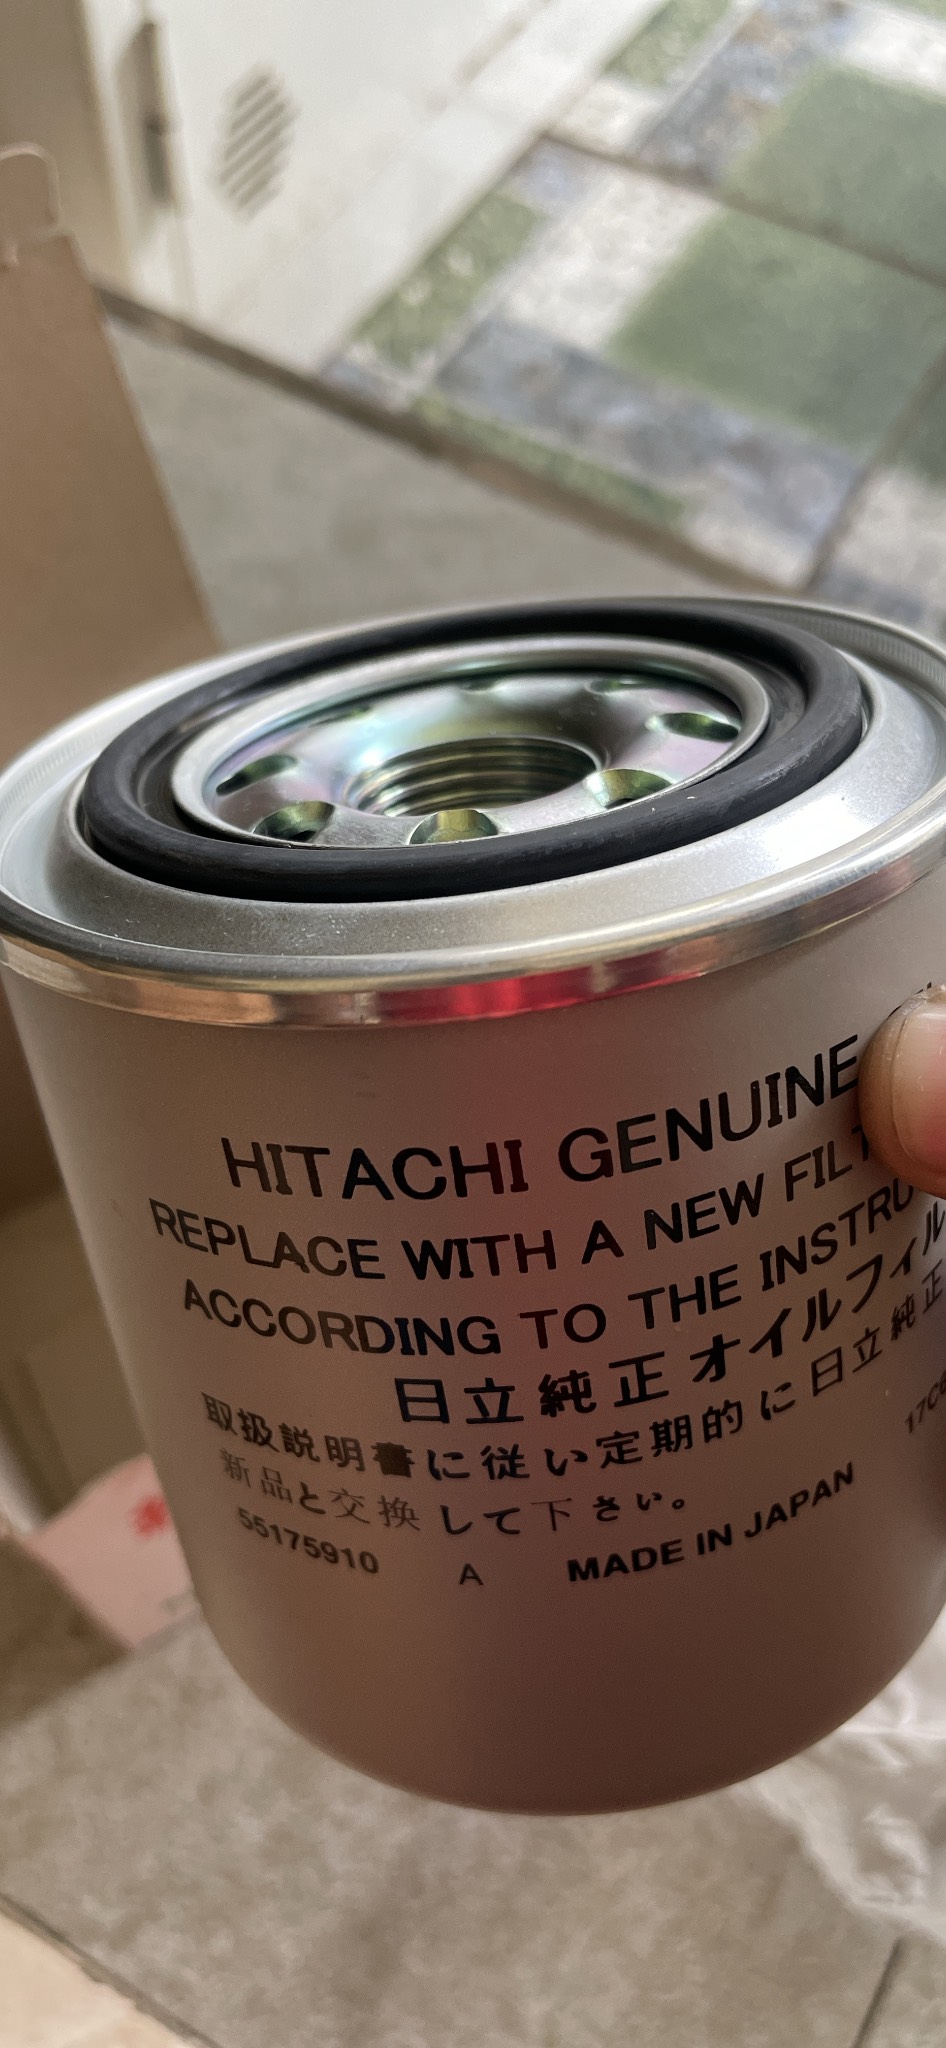 HITACHI GENUINE
REPLACE WITH A NEW
ACCORDING TO THE
日立純正オイルフィル
取扱説明書に従い定期的に日立純正
新品と交換して下さい。
55175910 A MADE IN JAPAN